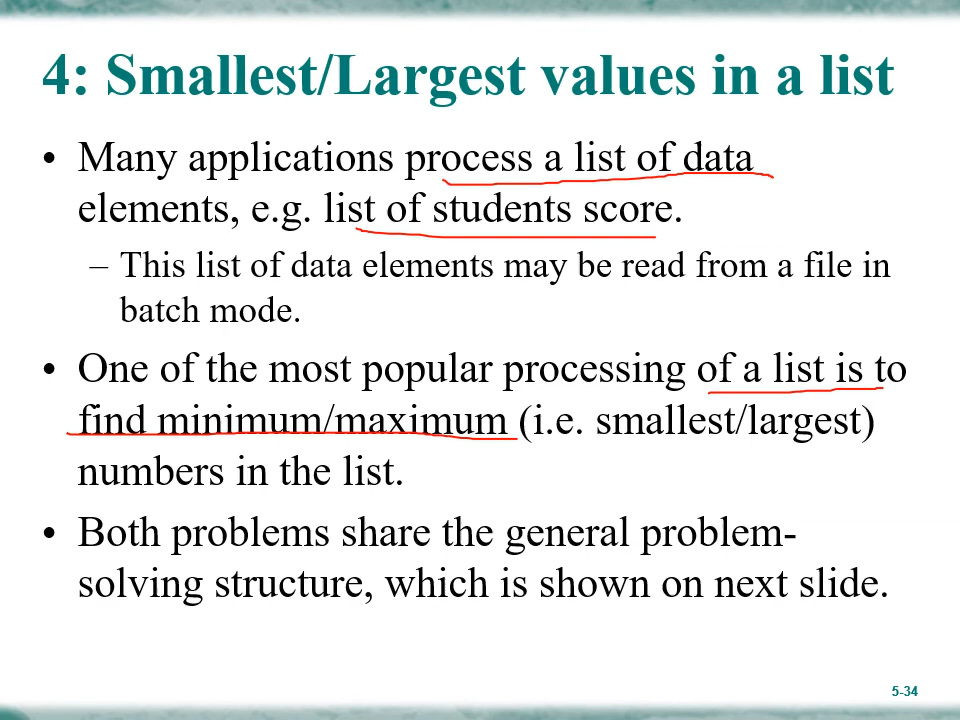 4: Smallest/Largest values in a list
• Many applications process a list of data
elements, e.g. list of students score.
– This list of data elements may be read from a file in
batch mode.
• One of the most popular processing of a list is to
find minimum/maximum (i.e. smallest/largest)
numbers in the list.
• Both problems share the general problem-
solving structure, which is shown on next slide.
5-34